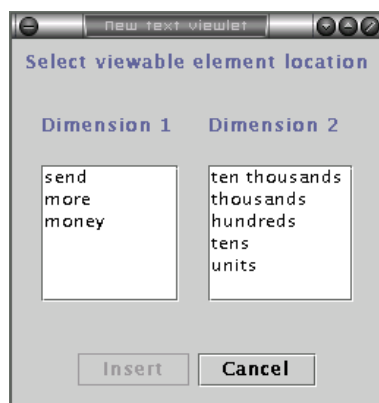 New text viewlet
Select viewable element location
Dimension 1
Dimension 2
send
more
money
ten thousands
thousands
hundreds
tens
units
Insert
Cancel